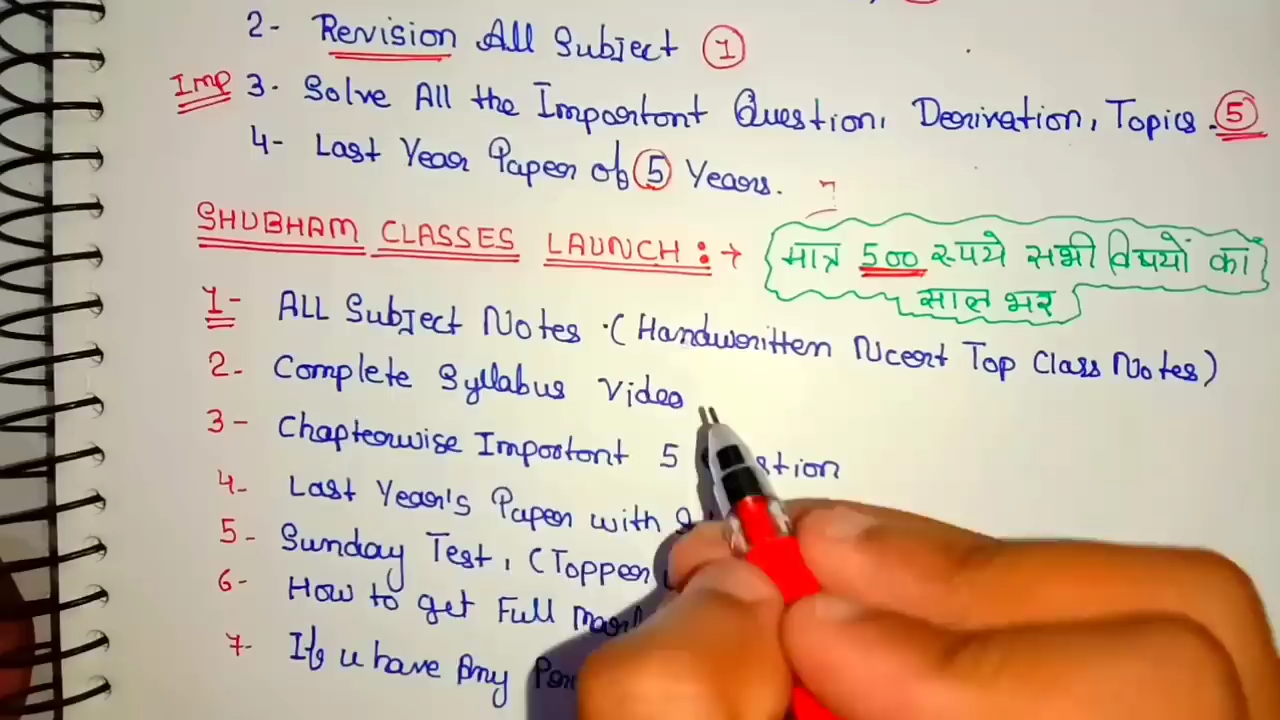 2- Revision All Subject 1
Imp 3- Solve All the Important Question, Derivation, Topics. 5
4- Last Year Paper of 5 Years.
SHUBHAM CLASSES LAUNCH :→ मात्र 500 रूपये सभी विषयों का
साल भर
1- ALL Subject Notes. (Handwritten Ncert Top Class Notes)
2- Complete Syllabus Video
3- Chapterwise Important 5
4- Last Year's Paper with
5- Sunday Test, (Topper
6- How to get Full
7- If u have Any